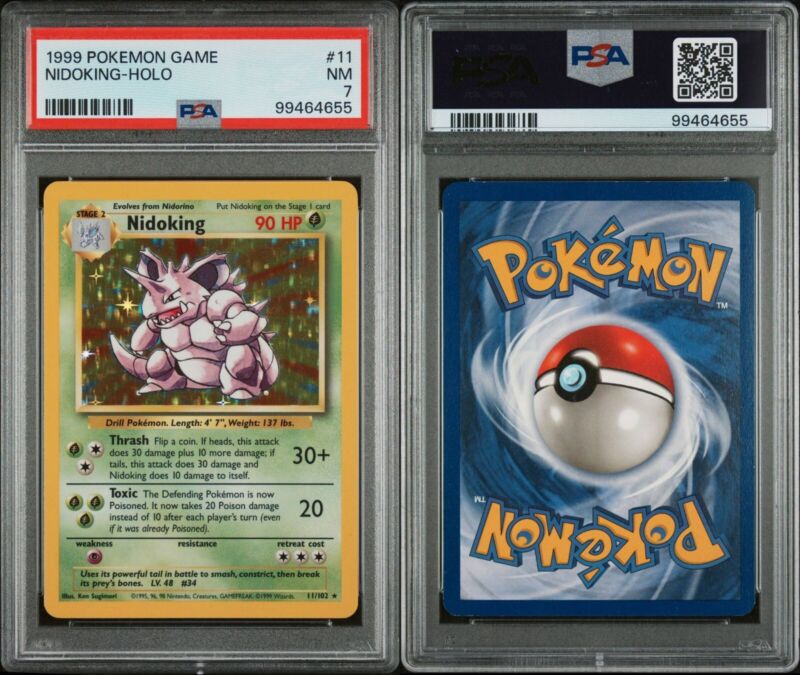 1999 POKEMON GAME #11
NIDOKING-HOLO NM
7
PSA 99464655
STAGE 2 Evolves from Nidorino Put Nidoking on the Stage 1 card
Nidoking 90 HP
Drill Pokémon. Length: 4' 7", Weight: 137 lbs.
Thrash Flip a coin. If heads, this attack
does 30 damage plus 10 more damage; if
tails, this attack does 30 damage and
Nidoking does 10 damage to itself.
30+
Toxic The Defending Pokémon is now
Poisoned. It now takes 20 Poison damage
instead of 10 after each player's turn (even
if it was already Poisoned).
20
weakness resistance retreat cost
Uses its powerful tail in battle to smash, constrict, then break
its prey's bones. LV. 48 #34
Illus. Ken Sugimori ©1995, 96, 98 Nintendo, Creatures, GAMEFREAK. ©1999 Wizards. 11/102 ★
PSA
PSA
99464655
POKéMON
TM
TM
POKéMON